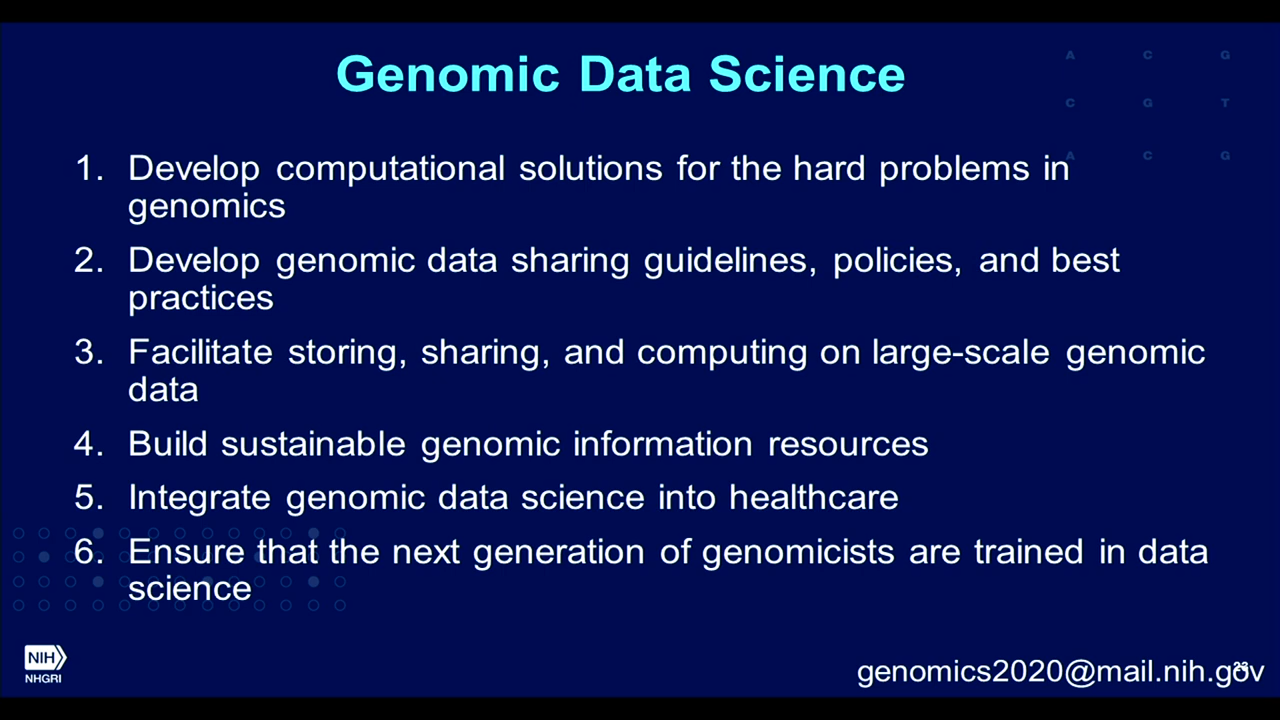 Genomic Data Science
A C G
C G T
A C G
1. Develop computational solutions for the hard problems in
genomics
2. Develop genomic data sharing guidelines, policies, and best
practices
3. Facilitate storing, sharing, and computing on large-scale genomic
data
4. Build sustainable genomic information resources
5. Integrate genomic data science into healthcare
6. Ensure that the next generation of genomicists are trained in data
science
NIH
NHGRI
genomics2020@mail.nih.gov
23